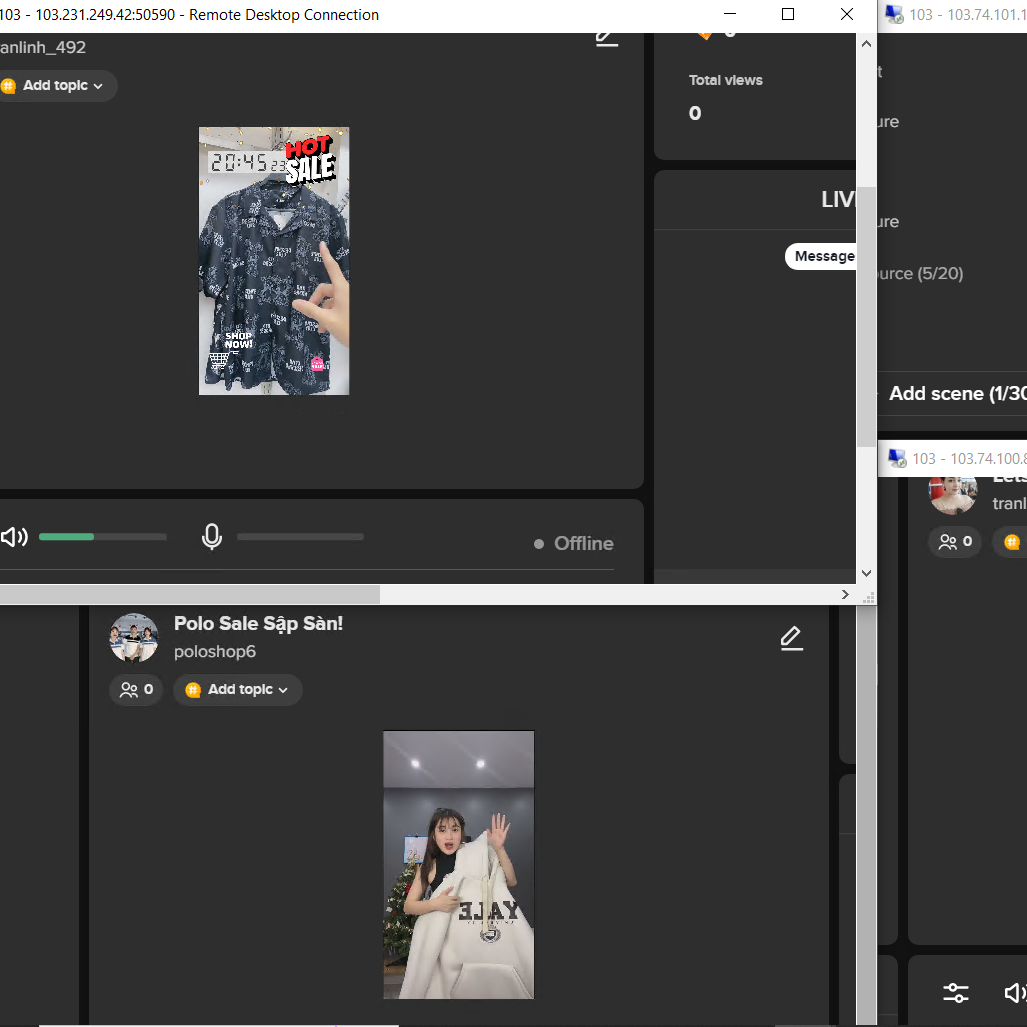 103 - 103.231.249.42:50590 - Remote Desktop Connection
103 - 103.74.101.1
ranlinh_492
Add topic
Total views
0
HOT
SALE
20:45 23
SHOP
NOW!
LIV
Message
ure
ure
ource (5/20)
Add scene (1/30
Offline
103 - 103.74.100.8
Lets
tranl
0
Polo Sale Sập Sàn!
poloshop6
0
Add topic
YALE